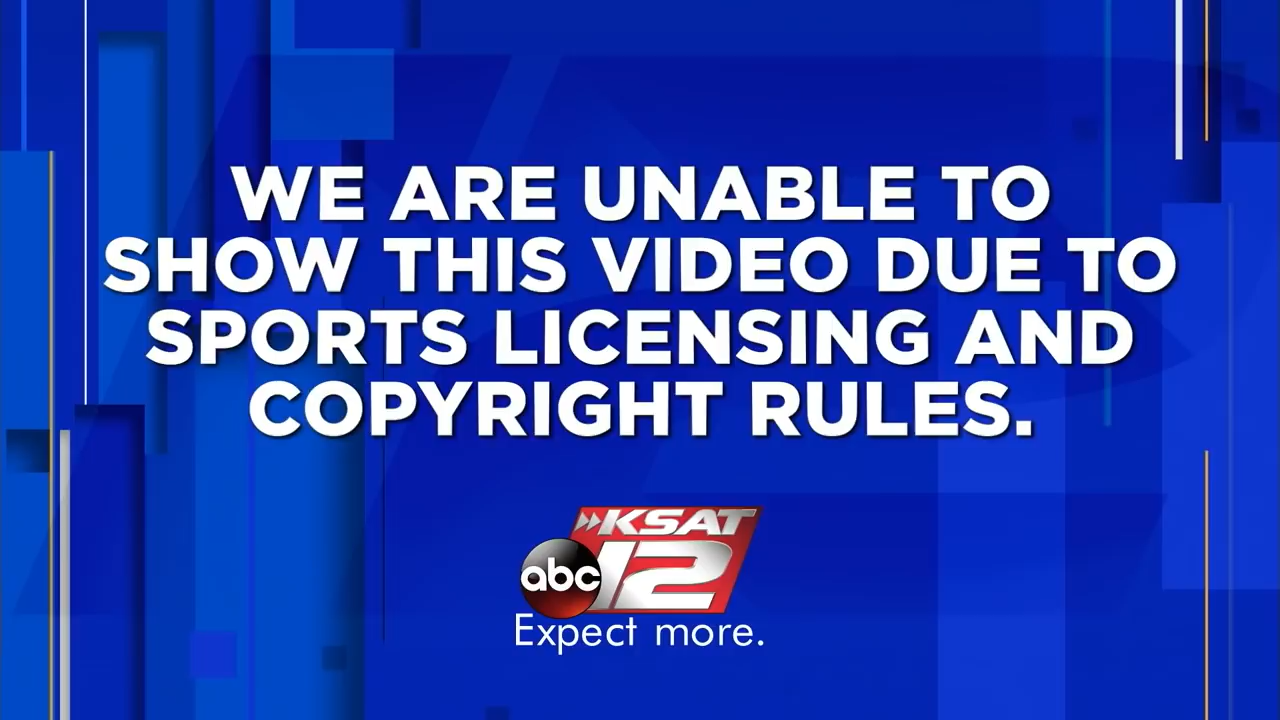 WE ARE UNABLE TO
SHOW THIS VIDEO DUE TO
SPORTS LICENSING AND
COPYRIGHT RULES.
KSAT
abc 12
Expect more.